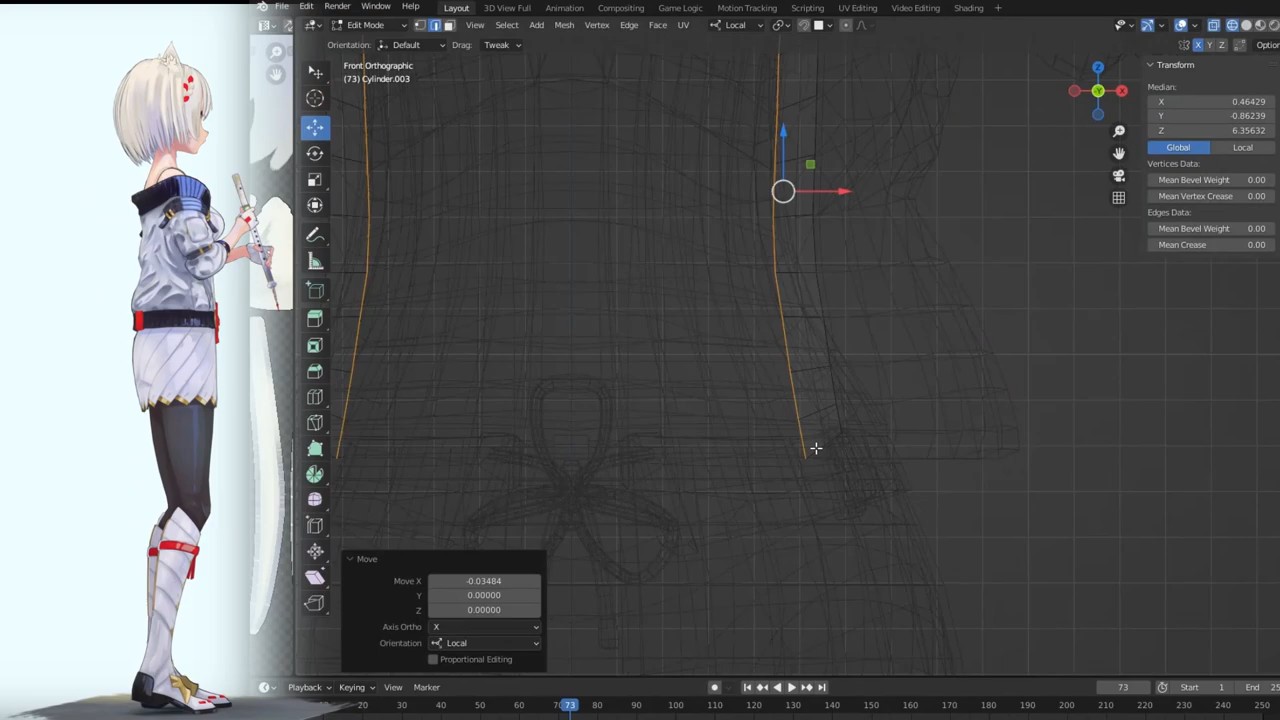 File Edit Render Window Help Layout 3D View Full Animation Compositing Game Logic Motion Tracking Scripting UV Editing Video Editing Shading
Edit Mode View Select Add Mesh Vertex Edge Face UV Local
Orientation: Default Drag: Tweak X Y Z
Front Orthographic
(73) Cylinder.003
Z
Y
X
Transform
Median:
X 0.46429
Y -0.86239
Z 6.35632
Global Local
Vertices Data:
Mean Bevel Weight 0.00
Mean Vertex Crease 0.00
Edges Data:
Mean Bevel Weight 0.00
Mean Crease 0.00
Move
Move X -0.03484
Y 0.00000
Z 0.00000
Axis Ortho X
Orientation Local
Proportional Editing
Playback Keying View Marker 73 Start 1 End 25
20 30 40 50 60 73 80 90 100 110 120 130 140 150 160 170 180 190 200 210 220 230 240 250